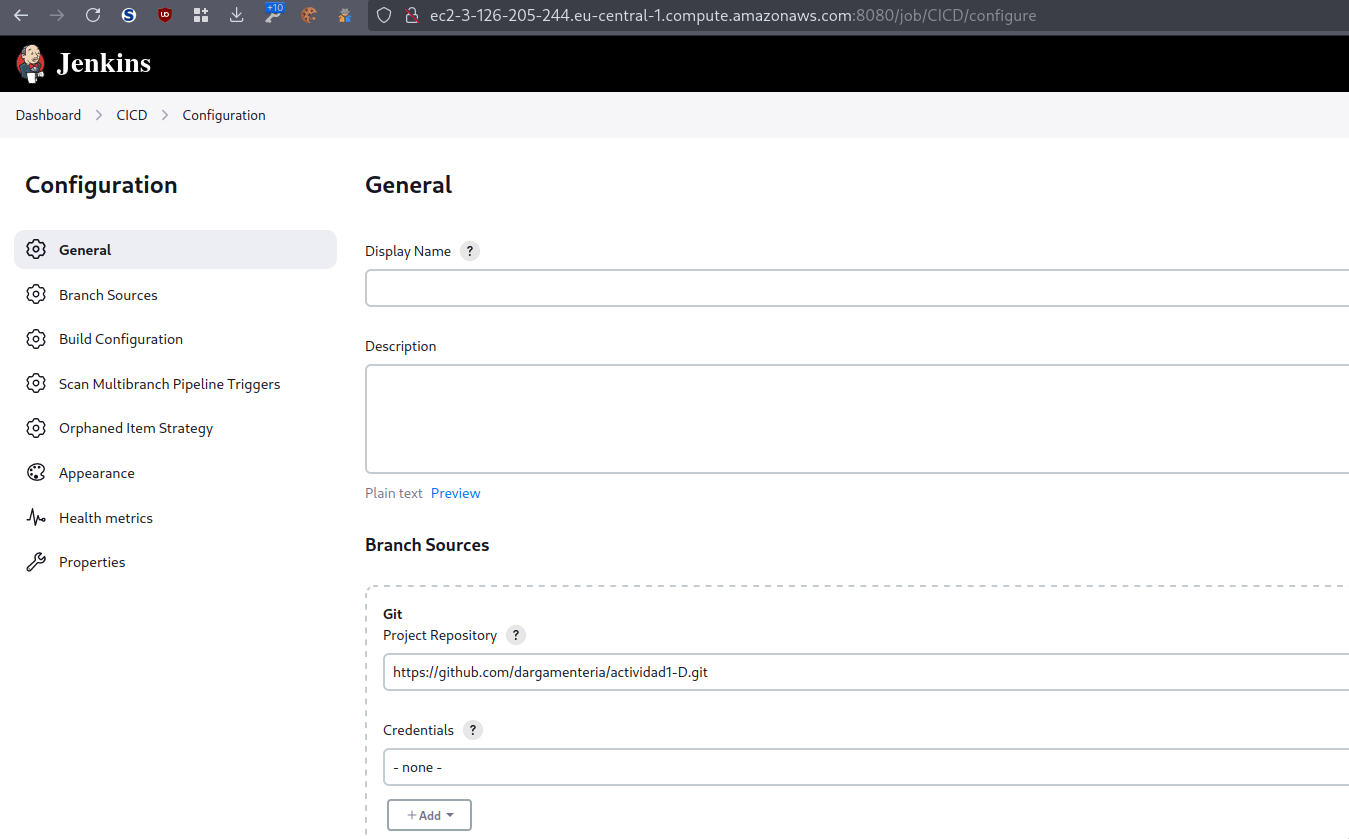 +10
ec2-3-126-205-244.eu-central-1.compute.amazonaws.com:8080/job/CICD/configure
Jenkins
Dashboard > CICD > Configuration
Configuration
General
Branch Sources
Build Configuration
Scan Multibranch Pipeline Triggers
Orphaned Item Strategy
Appearance
Health metrics
Properties
General
Display Name ?
Description
Plain text Preview
Branch Sources
Git
Project Repository ?
https://github.com/dargamenteria/actividad1-D.git
Credentials ?
- none -
+ Add